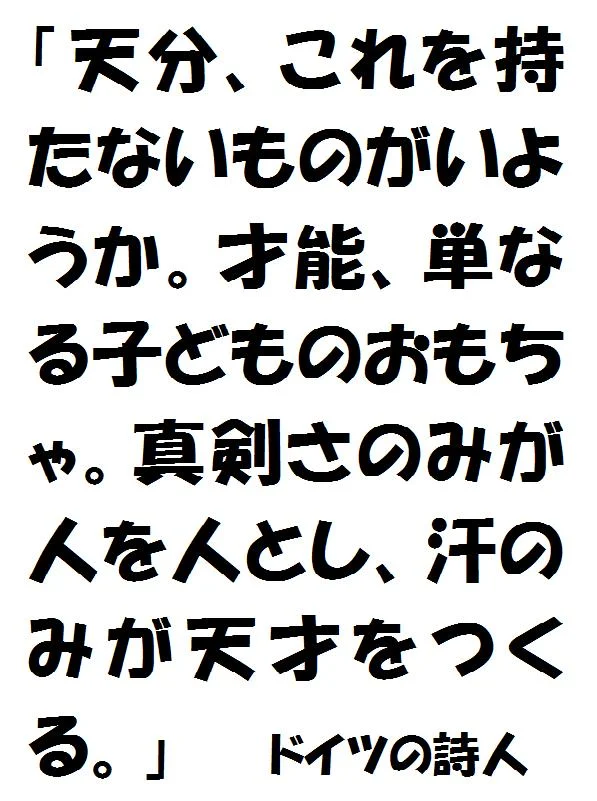 「天分、これを持
たないものがいよ
うか。才能、単な
る子どものおもち
ゃ。真剣さのみが
人を人とし、汗の
みが天才をつく
る。」　ドイツの詩人